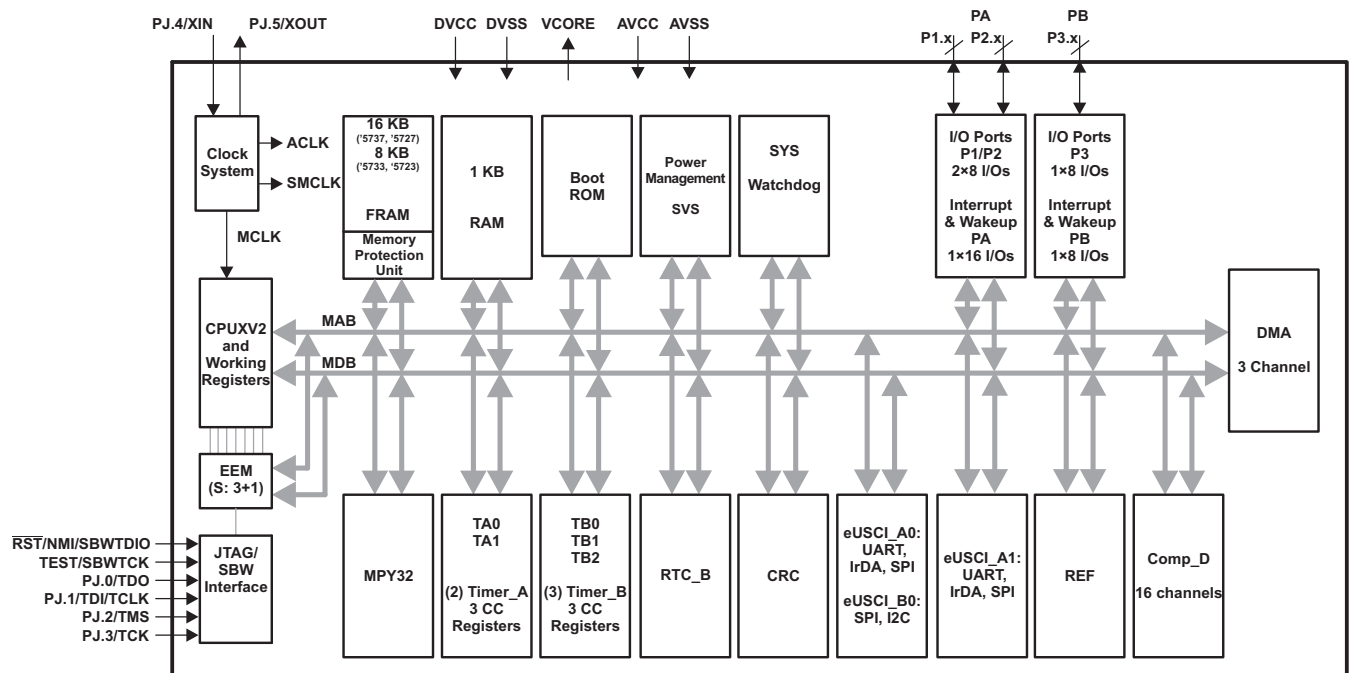 PJ.4/XIN
PJ.5/XOUT
DVCC
DVSS
VCORE
AVCC
AVSS
PA
P1.x
P2.x
PB
P3.x
Clock
System
ACLK
SMCLK
MCLK
16 KB
('5737, '5727)
8 KB
('5733, '5723)
FRAM
Memory
Protection
Unit
1 KB
RAM
Boot
ROM
Power
Management
SVS
SYS
Watchdog
I/O Ports
P1/P2
2×8 I/Os
Interrupt
& Wakeup
PA
1×16 I/Os
I/O Ports
P3
1×8 I/Os
Interrupt
& Wakeup
PB
1×8 I/Os
CPUXV2
and
Working
Registers
MAB
MDB
DMA
3 Channel
EEM
(S: 3+1)
RST/NMI/SBWTDIO
TEST/SBWTCK
PJ.0/TDO
PJ.1/TDI/TCLK
PJ.2/TMS
PJ.3/TCK
JTAG/
SBW
Interface
MPY32
TA0
TA1
(2) Timer_A
3 CC
Registers
TB0
TB1
TB2
(3) Timer_B
3 CC
Registers
RTC_B
CRC
eUSCI_A0:
UART,
IrDA, SPI
eUSCI_B0:
SPI, I2C
eUSCI_A1:
UART,
IrDA, SPI
REF
Comp_D
16 channels